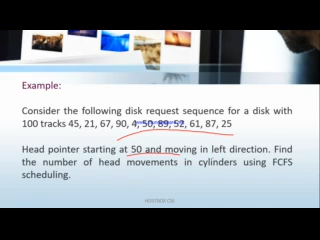 Example:
Consider the following disk request sequence for a disk with
100 tracks 45, 21, 67, 90, 4, 50, 89, 52, 61, 87, 25
Head pointer starting at 50 and moving in left direction. Find
the number of head movements in cylinders using FCFS
scheduling.